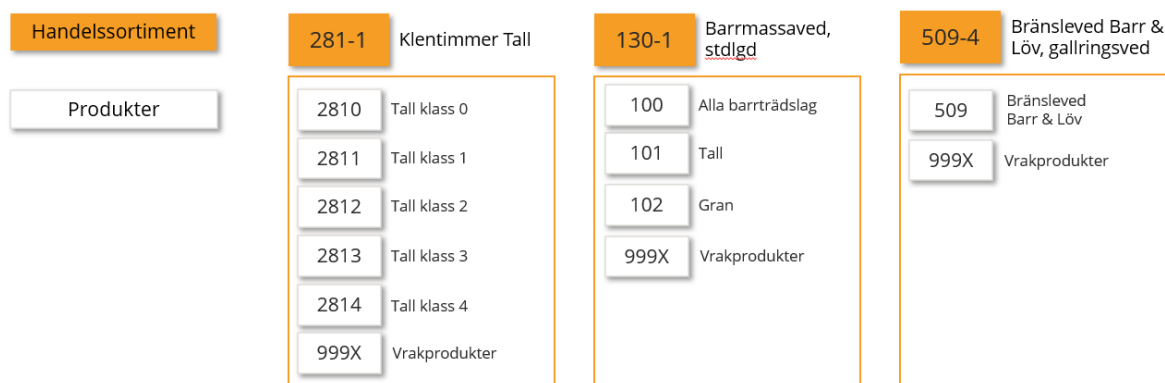 Handelssortiment
Produkter
281-1
Klentimmer Tall
2810
Tall klass 0
2811
Tall klass 1
2812
Tall klass 2
2813
Tall klass 3
2814
Tall klass 4
999X
Vrakprodukter
130-1
Barrmassaved,
stdlgd
100
Alla barrträdslag
101
Tall
102
Gran
999X
Vrakprodukter
509-4
Bränsleved Barr &
Löv, gallringsved
509
Bränsleved
Barr & Löv
999X
Vrakprodukter